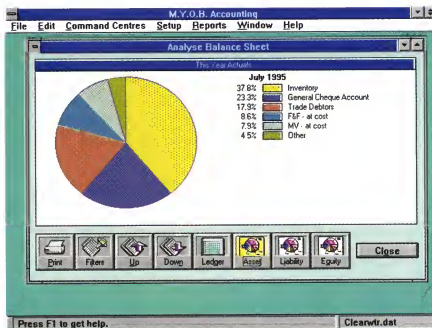 M.Y.O.B. Accounting
File Edit Command Centres Setup Reports Window Help
Analyse Balance Sheet
This Year Actuals
July 1995
37.8% Inventory
23.3% General Cheque Account
17.9% Trade Debtors
8.6% F&F - at cost
7.9% MV - at cost
4.5% Other
Print Filters Up Down Ledger Asset Liability Equity Close
Press F1 to get help. Clearwtr.dat